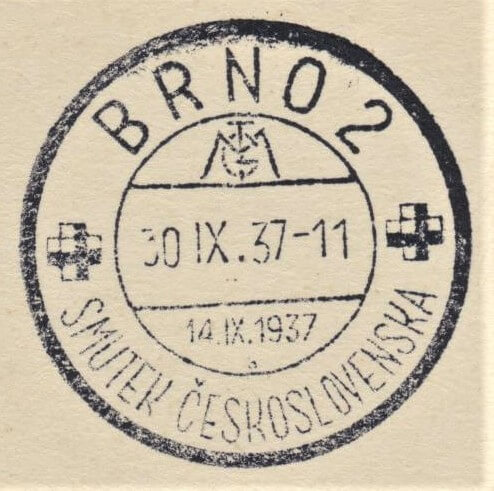 BRNO 2
TGM
30 IX.37-11
14.IX.1937
a
SMUTEK ČESKOSLOVENSKA